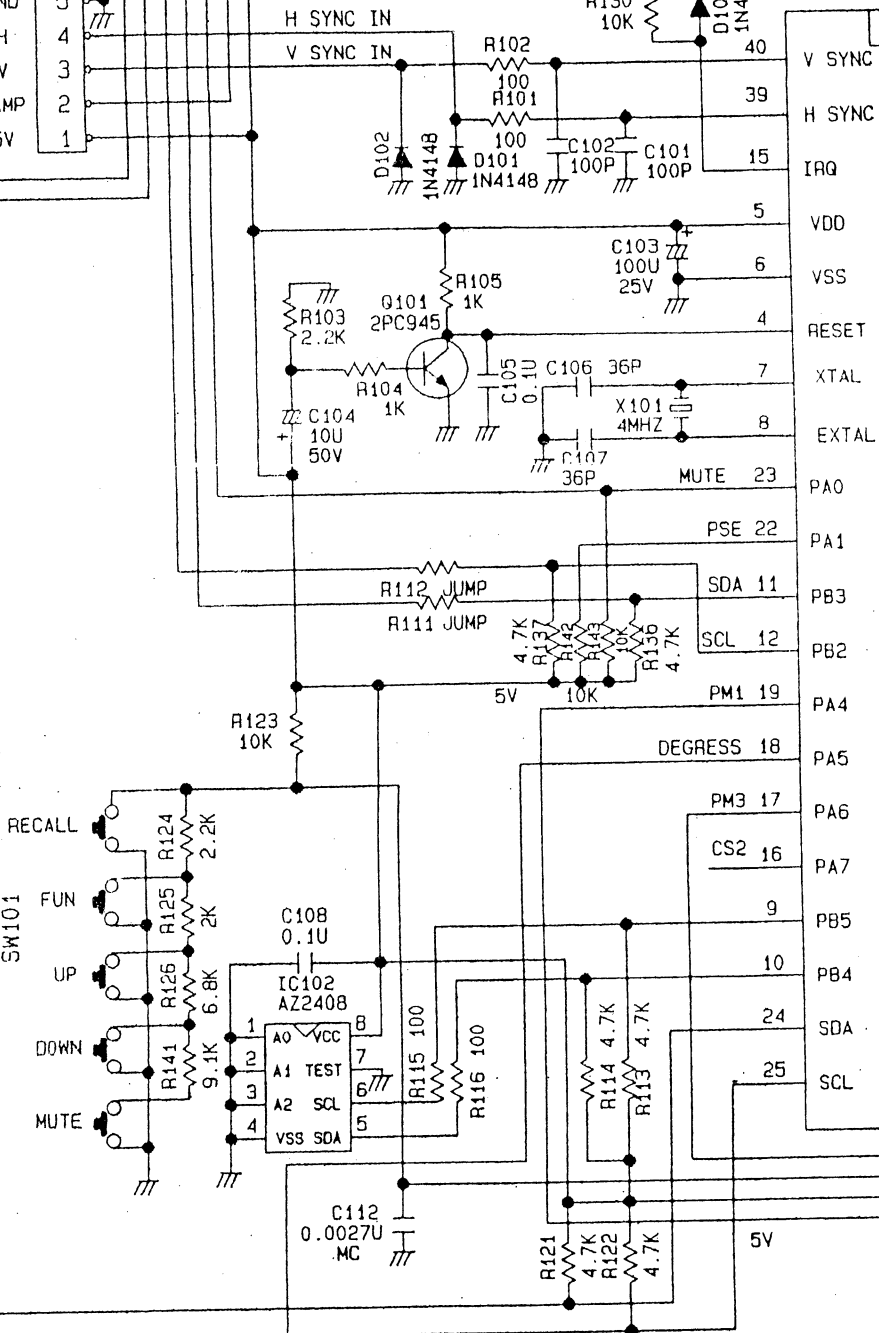 H SYNC IN
V SYNC IN
4
3
2
1
10K
R102
100
R101
100
D102
1N4148
D101
1N4148
C102
100P
C101
100P
40 V SYNC
39 H SYNC
15 IRQ
5 VDD
6 VSS
4 RESET
7 XTAL
8 EXTAL
C103
100U
25V
+
R105
1K
Q101
2PC945
R103
2.2K
R104
1K
C104
10U
50V
+
C105
0.1U
C106 36P
X101
4MHZ
C107
36P
MUTE 23 PA0
PSE 22 PA1
SDA 11 PB3
SCL 12 PB2
R112 JUMP
R111 JUMP
4.7K
R137
R142
R143
10K
R136
4.7K
5V
10K
PM1 19 PA4
DEGRESS 18 PA5
PM3 17 PA6
CS2 16 PA7
9 PB5
10 PB4
24 SDA
25 SCL
R123
10K
SW101
RECALL
FUN
UP
DOWN
MUTE
R124
2.2K
R125
2K
R126
6.8K
R141
9.1K
C108
0.1U
IC102
AZ2408
1 A0 VCC 8
2 A1 TEST 7
3 A2 SCL 6
4 VSS SDA 5
R115 100
R116 100
R114 4.7K
R113 4.7K
C112
0.0027U
MC
R121
4.7K
R122
4.7K
5V